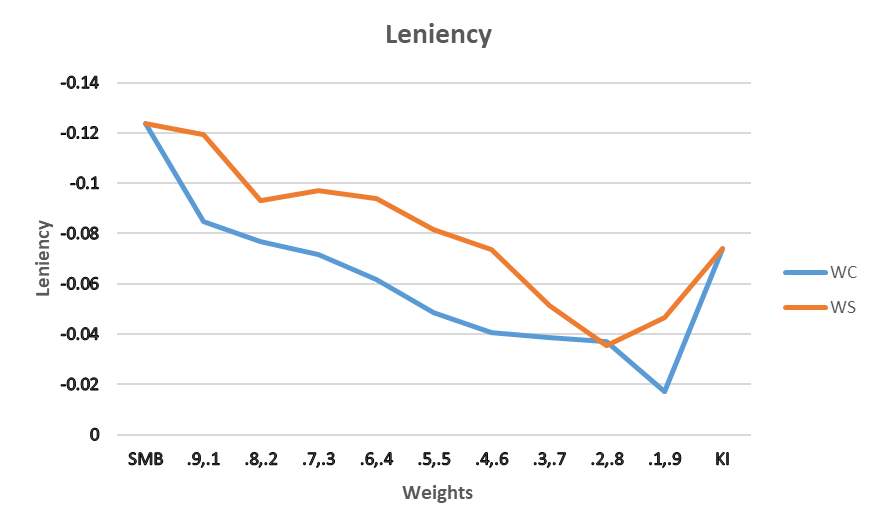 Leniency
-0.14
-0.12
-0.1
-0.08
-0.06
-0.04
-0.02
0
Leniency
SMB .9,.1 .8,.2 .7,.3 .6,.4 .5,.5 .4,.6 .3,.7 .2,.8 .1,.9 KI
Weights
WC
WS